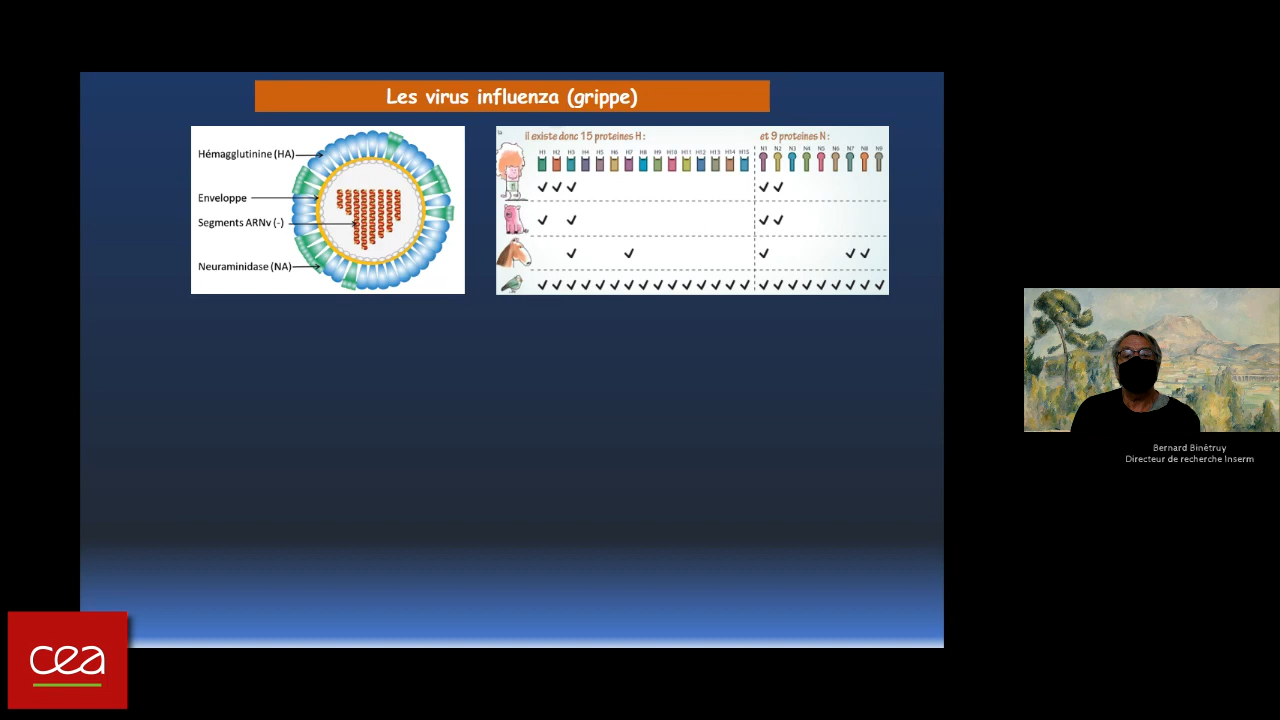 Les virus influenza (grippe)
Hémagglutinine (HA)
Enveloppe
Segments ARNv (-)
Neuraminidase (NA)
il existe donc 15 proteines H :
et 9 proteines N :
H1 H2 H3 H4 H5 H6 H7 H8 H9 H10 H11 H12 H13 H14 H15
N1 N2 N3 N4 N5 N6 N7 N8 N9
Bernard Binétruy
Directeur de recherche Inserm
cea